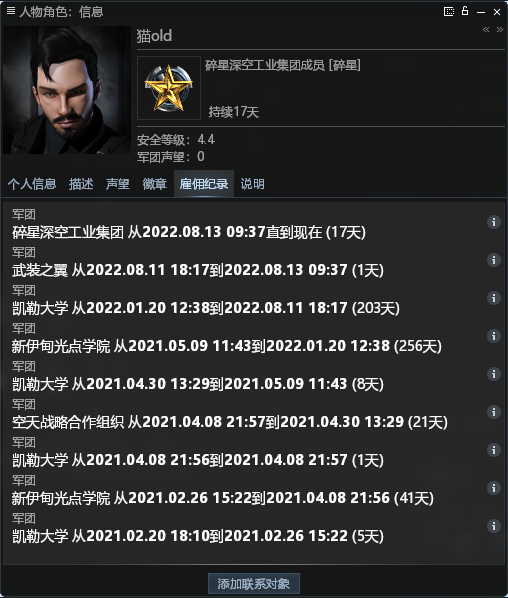 人物角色：信息
猫old
碎星深空工业集团成员 [碎星]
持续17天
安全等级：4.4
军团声望：0
个人信息 描述 声望 徽章 雇佣纪录 说明
军团
碎星深空工业集团 从2022.08.13 09:37直到现在 (17天)
军团
武装之翼 从2022.08.11 18:17到2022.08.13 09:37 (1天)
军团
凯勒大学 从2022.01.20 12:38到2022.08.11 18:17 (203天)
军团
新伊甸光点学院 从2021.05.09 11:43到2022.01.20 12:38 (256天)
军团
凯勒大学 从2021.04.30 13:29到2021.05.09 11:43 (8天)
军团
空天战略合作组织 从2021.04.08 21:57到2021.04.30 13:29 (21天)
军团
凯勒大学 从2021.04.08 21:56到2021.04.08 21:57 (1天)
军团
新伊甸光点学院 从2021.02.26 15:22到2021.04.08 21:56 (41天)
军团
凯勒大学 从2021.02.20 18:10到2021.02.26 15:22 (5天)
添加联系对象